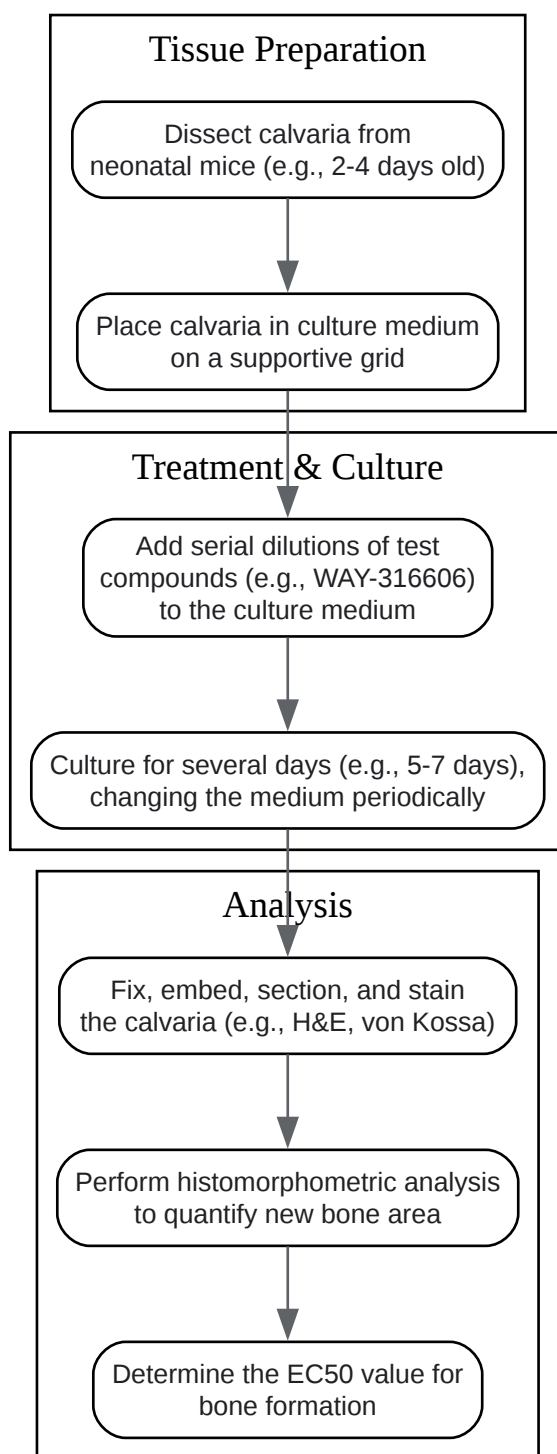 Tissue Preparation
Dissect calvaria from
neonatal mice (e.g., 2-4 days old)
Place calvaria in culture medium
on a supportive grid
Treatment & Culture
Add serial dilutions of test
compounds (e.g., WAY-316606)
to the culture medium
Culture for several days (e.g., 5-7 days),
changing the medium periodically
Analysis
Fix, embed, section, and stain
the calvaria (e.g., H&E, von Kossa)
Perform histomorphometric analysis
to quantify new bone area
Determine the EC50 value for
bone formation